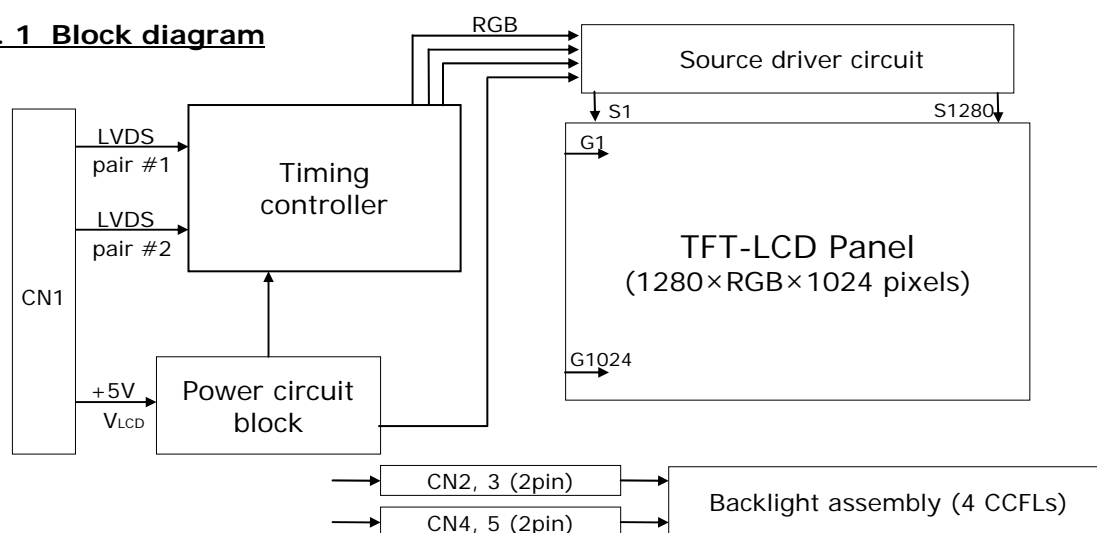 . 1 Block diagram
RGB
Source driver circuit
S1
S1280
CN1
LVDS
pair #1
LVDS
pair #2
Timing
controller
G1
TFT-LCD Panel
(1280×RGB×1024 pixels)
G1024
+5V
VLCD
Power circuit
block
CN2, 3 (2pin)
CN4, 5 (2pin)
Backlight assembly (4 CCFLs)